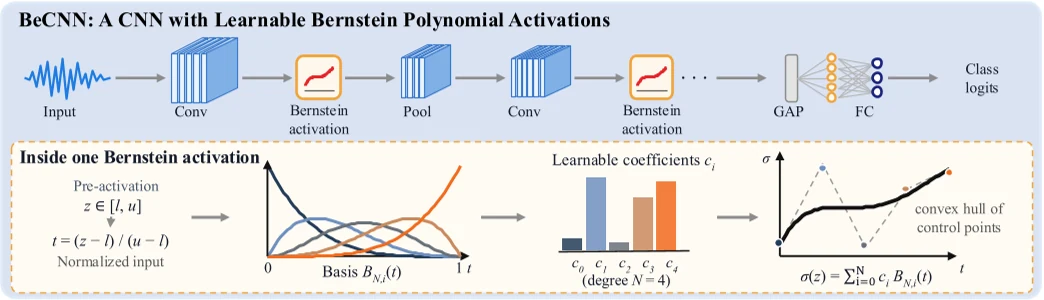 BeCNN: A CNN with Learnable Bernstein Polynomial Activations
Input
Conv
Bernstein
activation
Pool
Conv
Bernstein
activation
· · ·
GAP
FC
Class
logits
Inside one Bernstein activation
Pre-activation
z ∈ [l, u]
t = (z − l) / (u − l)
Normalized input
0
Basis B_{N,i}(t)
1 t
Learnable coefficients c_i
c_0 c_1 c_2 c_3 c_4
(degree N = 4)
σ
convex hull of
control points
t
σ(z) = ∑_{i=0}^{N} c_i B_{N,i}(t)